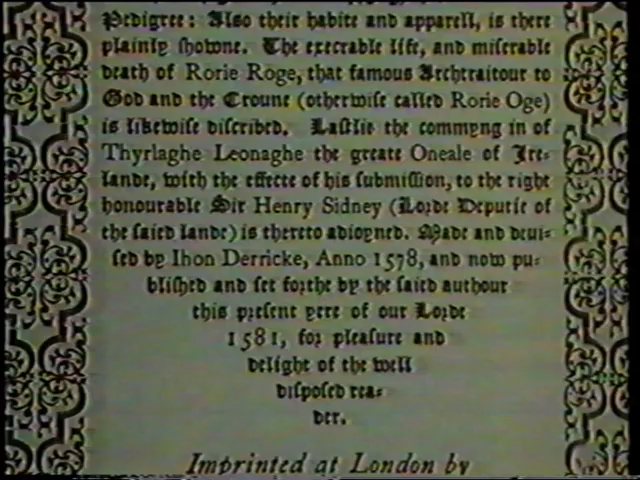 Pedigree: Also their habite and apparell, is there
plainly showne. The execrable life, and miserable
death of Rorie Roge, that famous Archtraitour to
God and the Croune (otherwise called Rorie Oge)
is likewise discribed. Lastlie the commyng in of
Thyrlaghe Leonaghe the greate Oneale of Ire-
lande, with the effecte of his submission, to the right
honourable Sir Henry Sidney (Lorde Deputie of
the saied lande) is thereto adioyned. Made and deui-
sed by Ihon Derricke, Anno 1578, and now pu-
blished and set forthe by the saied authour
this present yere of our Lorde
1581, for pleasure and
delight of the well
disposed rea-
der.
Imprinted at London by